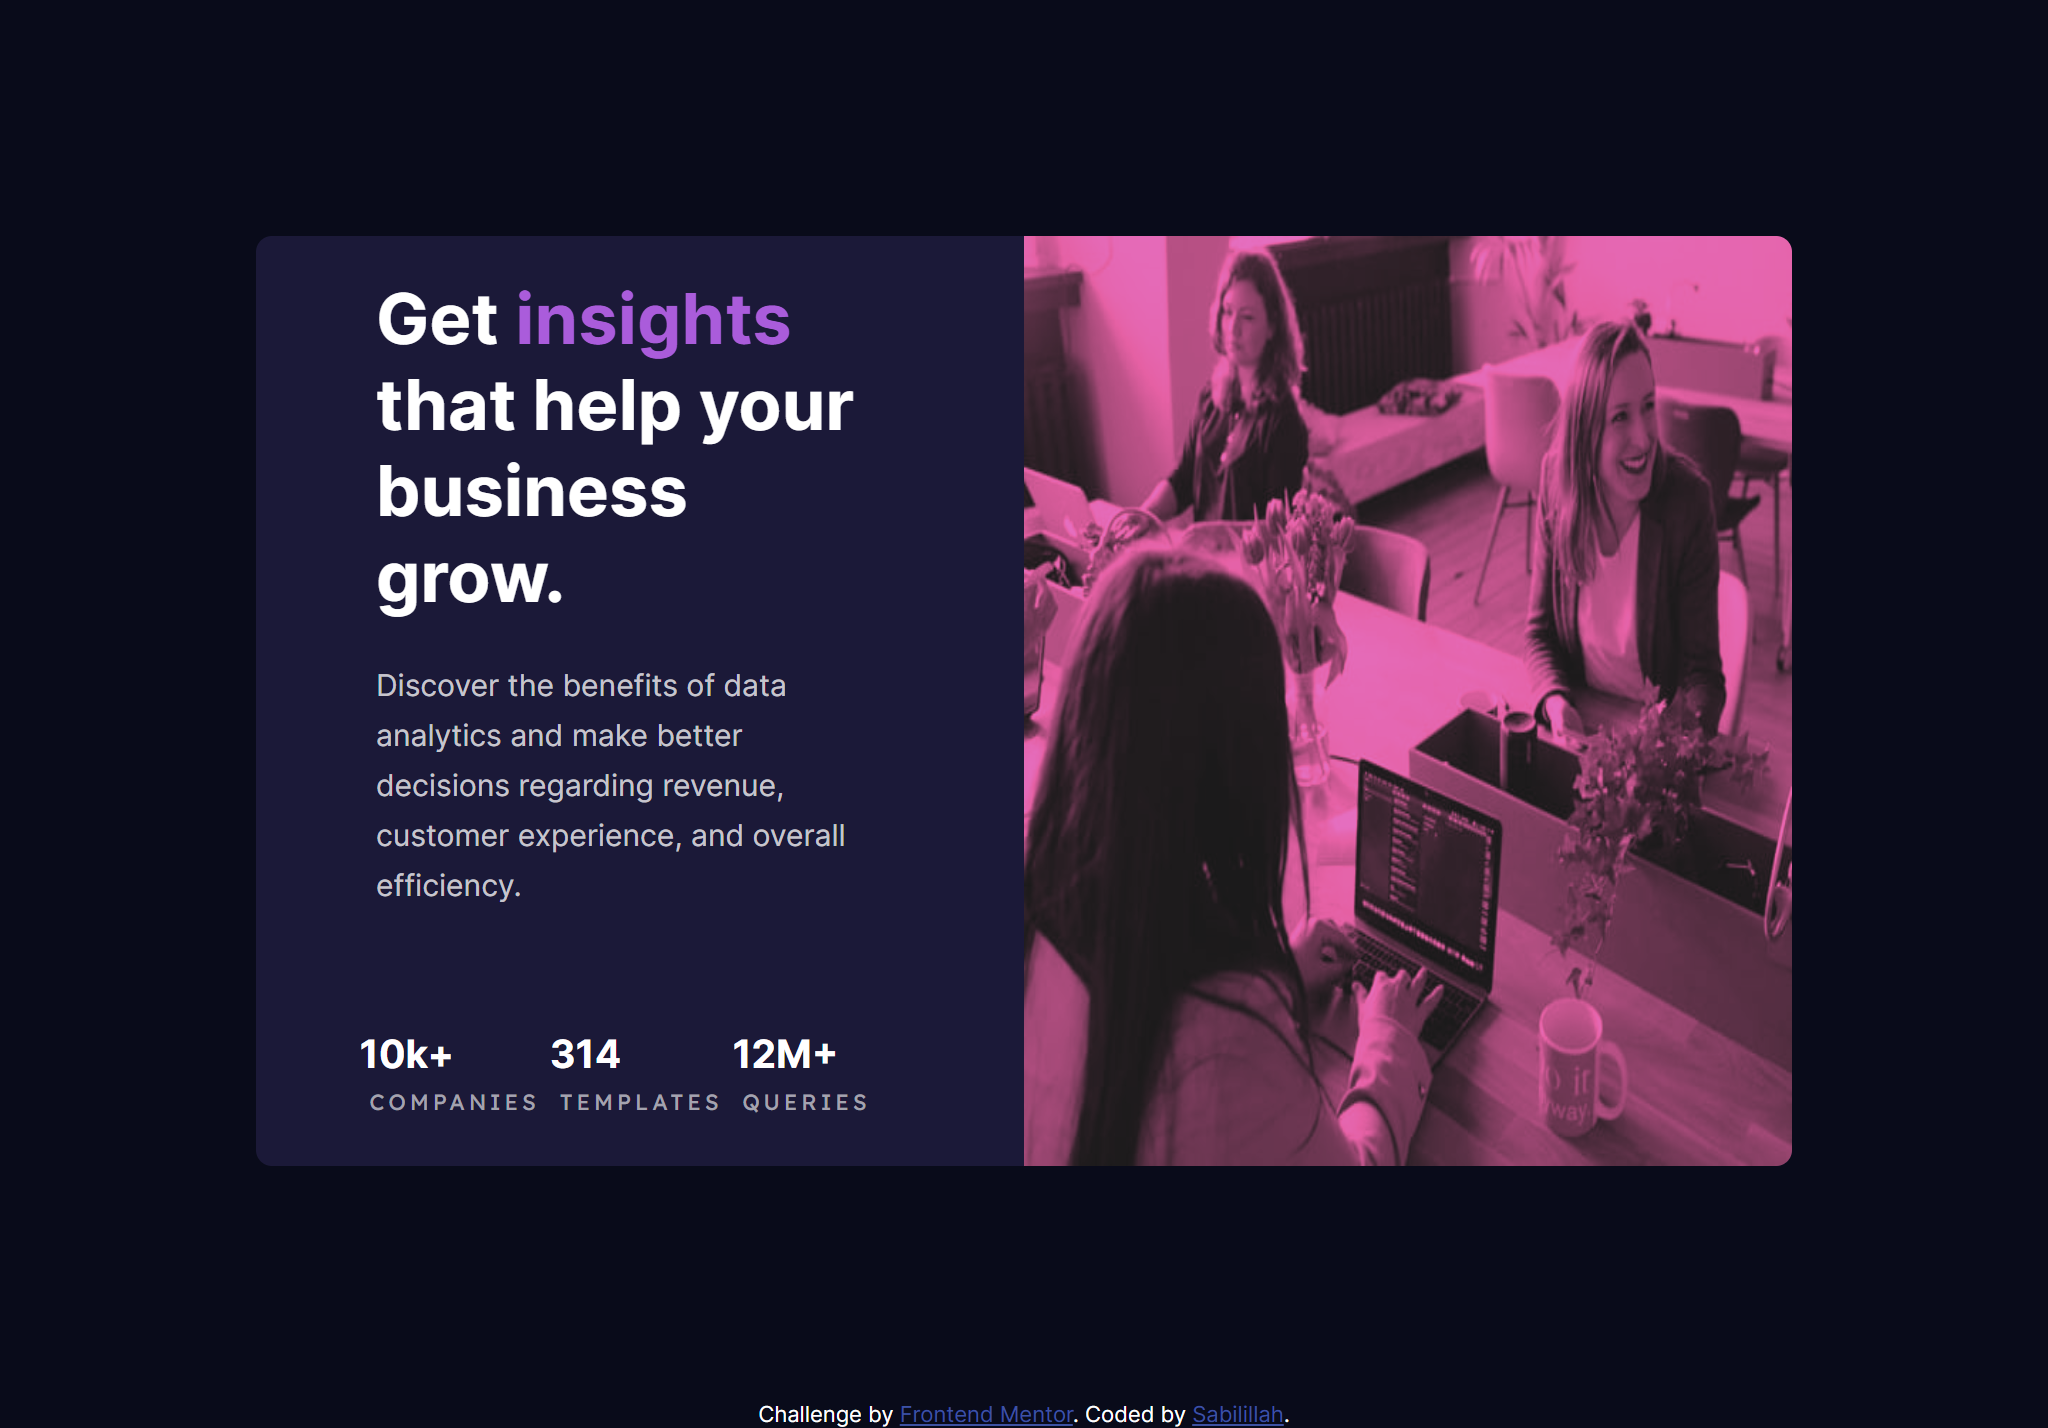 Get insights
that help your
business
grow.
Discover the benefits of data
analytics and make better
decisions regarding revenue,
customer experience, and overall
efficiency.
10k+ 314 12M+
COMPANIES TEMPLATES QUERIES
Challenge by Frontend Mentor. Coded by Sabilillah.